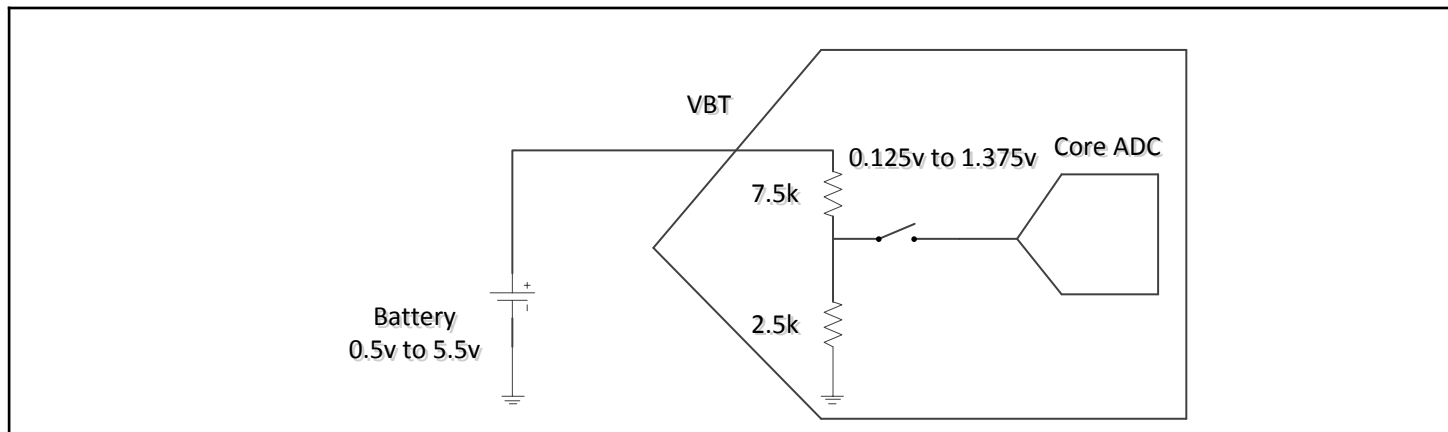 VBT
0.125v to 1.375v
Core ADC
7.5k
+
Battery
0.5v to 5.5v
2.5k